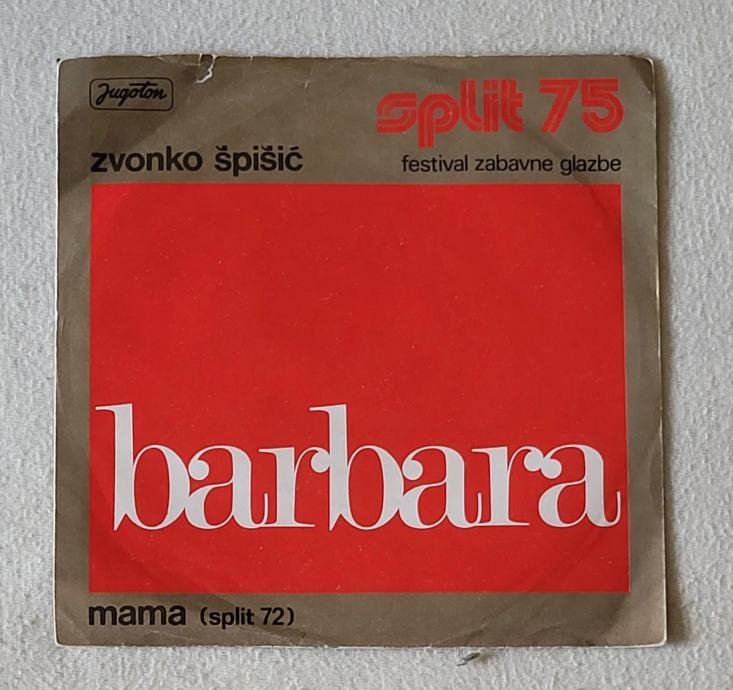 Jugoton
split 75
zvonko špišić
festival zabavne glazbe
barbara
mama (split 72)